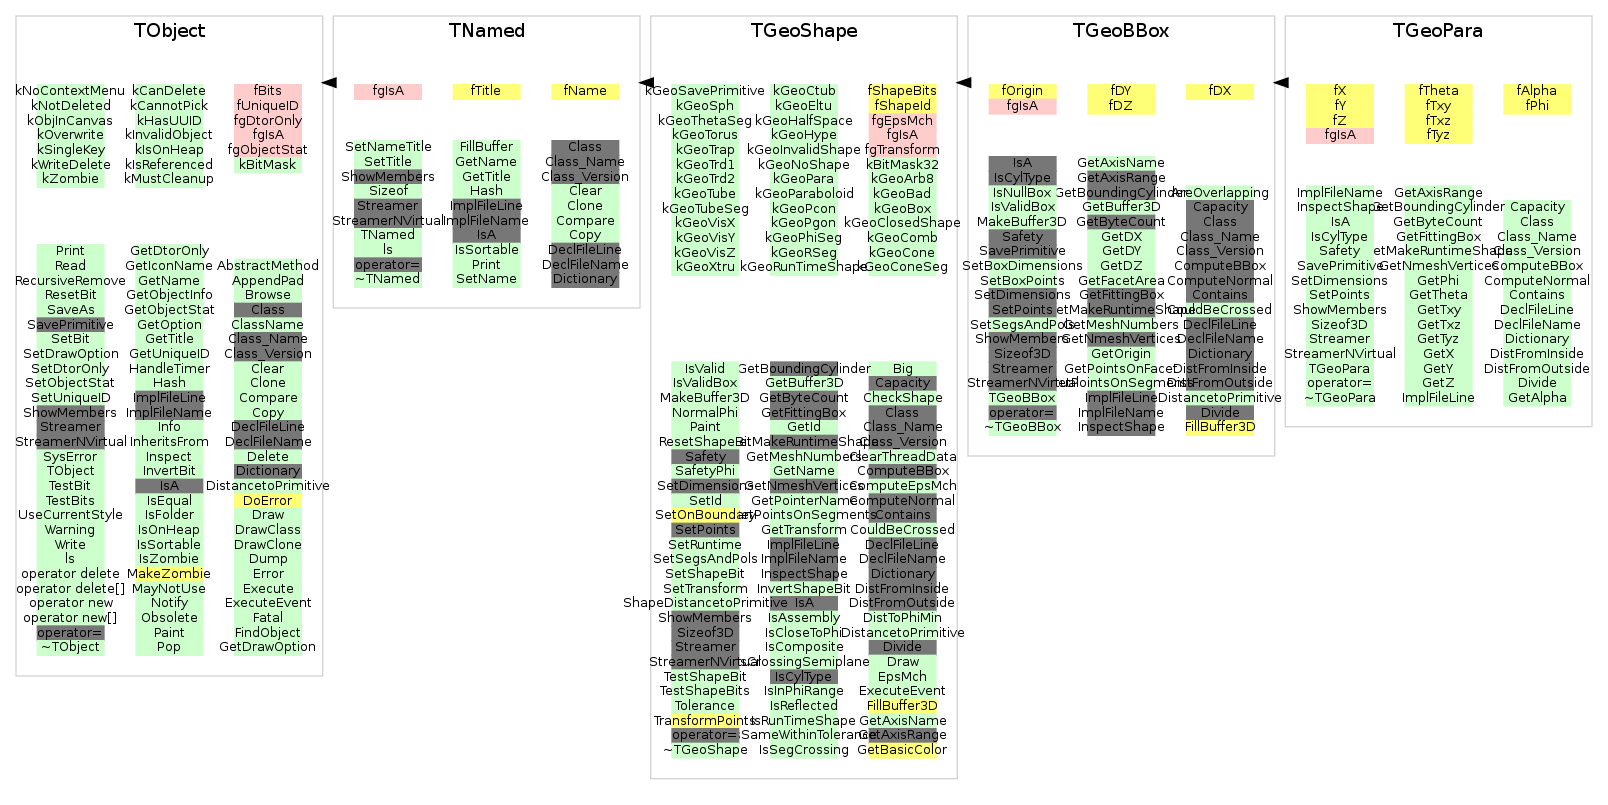 TObject
kNoContextMenu
kNotDeleted
kObjInCanvas
kOverwrite
kSingleKey
kWriteDelete
kZombie
kCanDelete
kCannotPick
kHasUUID
kInvalidObject
kIsOnHeap
kIsReferenced
kMustCleanup
fBits
fUniqueID
fgDtorOnly
fgIsA
fgObjectStat
kBitMask
Print
Read
RecursiveRemove
ResetBit
SaveAs
SavePrimitive
SetBit
SetDrawOption
SetDtorOnly
SetObjectStat
SetUniqueID
ShowMembers
Streamer
StreamerNVirtual
SysError
TObject
TestBit
TestBits
UseCurrentStyle
Warning
Write
ls
operator delete
operator delete[]
operator new
operator new[]
operator=
~TObject
GetDtorOnly
GetIconName
GetName
GetObjectInfo
GetObjectStat
GetOption
GetTitle
GetUniqueID
HandleTimer
Hash
ImplFileLine
ImplFileName
Info
InheritsFrom
Inspect
InvertBit
IsA
IsEqual
IsFolder
IsOnHeap
IsSortable
IsZombie
MakeZombie
MayNotUse
Notify
Obsolete
Paint
Pop
AbstractMethod
AppendPad
Browse
Class
ClassName
Class_Name
Class_Version
Clear
Clone
Compare
Copy
DeclFileLine
DeclFileName
Delete
Dictionary
DistancetoPrimitive
DoError
Draw
DrawClass
DrawClone
Dump
Error
Execute
ExecuteEvent
Fatal
FindObject
GetDrawOption
TNamed
fgIsA
fTitle
fName
SetNameTitle
SetTitle
ShowMembers
Sizeof
Streamer
StreamerNVirtual
TNamed
ls
operator=
~TNamed
FillBuffer
GetName
GetTitle
Hash
ImplFileLine
ImplFileName
IsA
IsSortable
Print
SetName
Class
Class_Name
Class_Version
Clear
Clone
Compare
Copy
DeclFileLine
DeclFileName
Dictionary
TGeoShape
kGeoSavePrimitive
kGeoSph
kGeoThetaSeg
kGeoTorus
kGeoTrap
kGeoTrd1
kGeoTrd2
kGeoTube
kGeoTubeSeg
kGeoVisX
kGeoVisY
kGeoVisZ
kGeoXtru
kGeoCtub
kGeoEltu
kGeoHalfSpace
kGeoHype
kGeoInvalidShape
kGeoNoShape
kGeoPara
kGeoParaboloid
kGeoPcon
kGeoPgon
kGeoPhiSeg
kGeoRSeg
kGeoRunTimeShape
fShapeBits
fShapeId
fgEpsMch
fgIsA
fgTransform
kBitMask32
kGeoArb8
kGeoBad
kGeoBox
kGeoClosedShape
kGeoComb
kGeoCone
kGeoConeSeg
IsValid
IsValidBox
MakeBuffer3D
NormalPhi
Paint
ResetShapeBit
Safety
SafetyPhi
SetDimensions
SetId
SetOnBoundary
SetPoints
SetRuntime
SetSegsAndPols
SetShapeBit
SetTransform
ShapeDistancetoPrimitive
ShowMembers
Sizeof3D
Streamer
StreamerNVirtual
TestShapeBit
TestShapeBits
Tolerance
TransformPoints
operator=
~TGeoShape
GetBoundingCylinder
GetBuffer3D
GetByteCount
GetFittingBox
GetId
etMakeRuntimeShape
GetMeshNumbers
GetName
GetNmeshVertices
GetPointerName
etPointsOnSegments
GetTransform
ImplFileLine
ImplFileName
InspectShape
InvertShapeBit
IsA
IsAssembly
IsCloseToPhi
IsComposite
IsCrossingSemiplane
IsCylType
IsInPhiRange
IsReflected
IsRunTimeShape
sSameWithinTolerance
IsSegCrossing
Big
Capacity
CheckShape
Class
Class_Name
Class_Version
ClearThreadData
ComputeBBox
ComputeEpsMch
ComputeNormal
Contains
CouldBeCrossed
DeclFileLine
DeclFileName
Dictionary
DistFromInside
DistFromOutside
DistToPhiMin
DistancetoPrimitive
Divide
Draw
EpsMch
ExecuteEvent
FillBuffer3D
GetAxisName
GetAxisRange
GetBasicColor
TGeoBBox
fOrigin
fgIsA
fDY
fDZ
fDX
IsA
IsCylType
IsNullBox
IsValidBox
MakeBuffer3D
Safety
SavePrimitive
SetBoxDimensions
SetBoxPoints
SetDimensions
SetPoints
SetSegsAndPols
ShowMembers
Sizeof3D
Streamer
StreamerNVirtual
TGeoBBox
operator=
~TGeoBBox
GetAxisName
GetAxisRange
GetBoundingCylinder
GetBuffer3D
GetByteCount
GetDX
GetDY
GetDZ
GetFacetArea
GetFittingBox
etMakeRuntimeShape
GetMeshNumbers
GetNmeshVertices
GetOrigin
GetPointsOnFacet
etPointsOnSegments
ImplFileLine
ImplFileName
InspectShape
AreOverlapping
Capacity
Class
Class_Name
Class_Version
ComputeBBox
ComputeNormal
Contains
CouldBeCrossed
DeclFileLine
DeclFileName
Dictionary
DistFromInside
DistFromOutside
DistancetoPrimitive
Divide
FillBuffer3D
TGeoPara
fX
fY
fZ
fgIsA
fTheta
fTxy
fTxz
fTyz
fAlpha
fPhi
ImplFileName
InspectShape
IsA
IsCylType
Safety
SavePrimitive
SetDimensions
SetPoints
ShowMembers
Sizeof3D
Streamer
StreamerNVirtual
TGeoPara
operator=
~TGeoPara
GetAxisRange
GetBoundingCylinder
GetByteCount
GetFittingBox
etMakeRuntimeShape
GetNmeshVertices
GetPhi
GetTheta
GetTxy
GetTxz
GetTyz
GetX
GetY
GetZ
ImplFileLine
Capacity
Class
Class_Name
Class_Version
ComputeBBox
ComputeNormal
Contains
DeclFileLine
DeclFileName
Dictionary
DistFromInside
DistFromOutside
Divide
GetAlpha